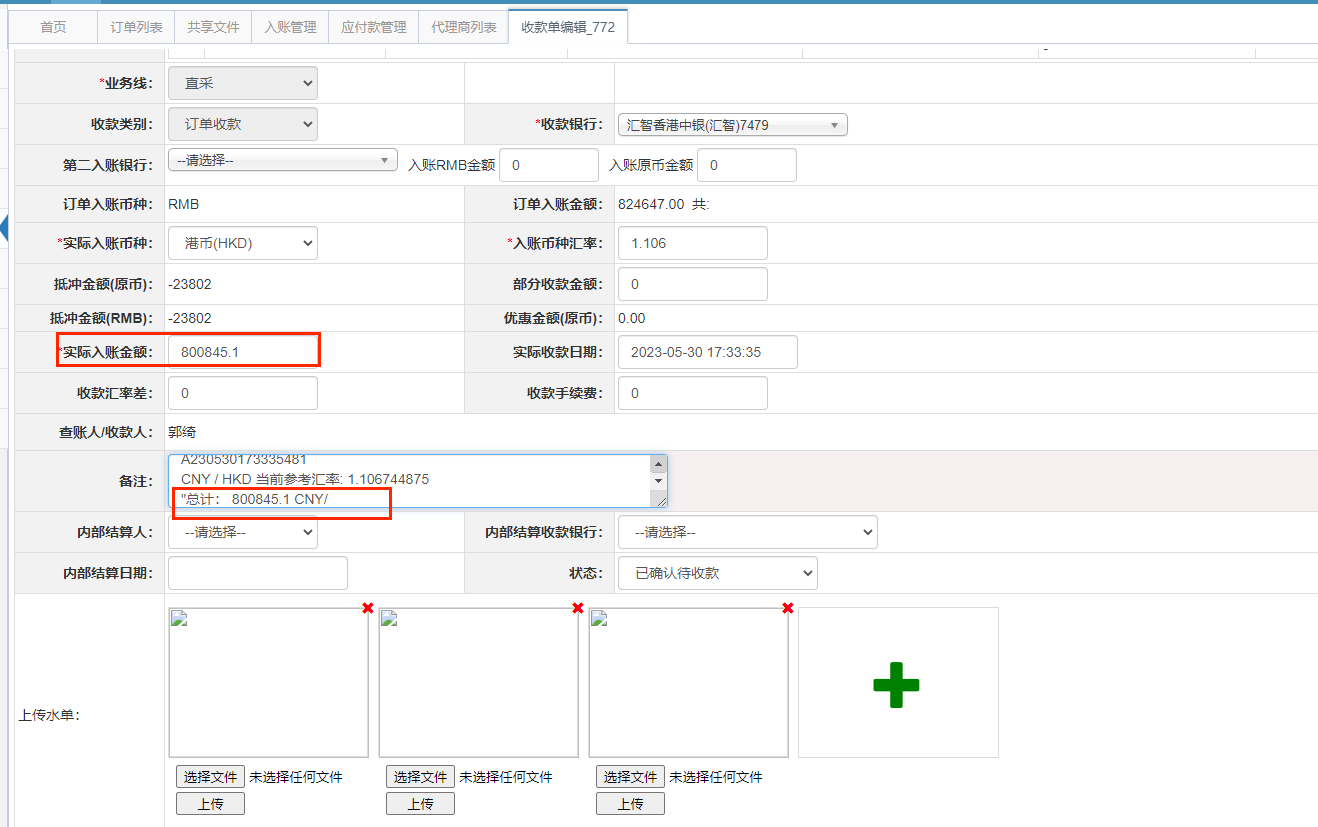 首页 订单列表 共享文件 入账管理 应付款管理 代理商列表 收款单编辑_772
*业务线: 直采
收款类别: 订单收款 *收款银行: 汇智香港中银(汇智)7479
第二入账银行: --请选择-- 入账RMB金额 0 入账原币金额 0
订单入账币种: RMB 订单入账金额: 824647.00 共:
*实际入账币种: 港币(HKD) *入账币种汇率: 1.106
抵冲金额(原币): -23802 部分收款金额: 0
抵冲金额(RMB): -23802 优惠金额(原币): 0.00
*实际入账金额: 800845.1 实际收款日期: 2023-05-30 17:33:35
收款汇率差: 0 收款手续费: 0
查账人/收款人: 郭绮
A230530173335481
备注: CNY / HKD 当前参考汇率: 1.106744875
"总计: 800845.1 CNY/
内部结算人: --请选择-- 内部结算收款银行: --请选择--
内部结算日期: 状态: 已确认待收款
上传水单:
选择文件 未选择任何文件 选择文件 未选择任何文件 选择文件 未选择任何文件
上传 上传 上传